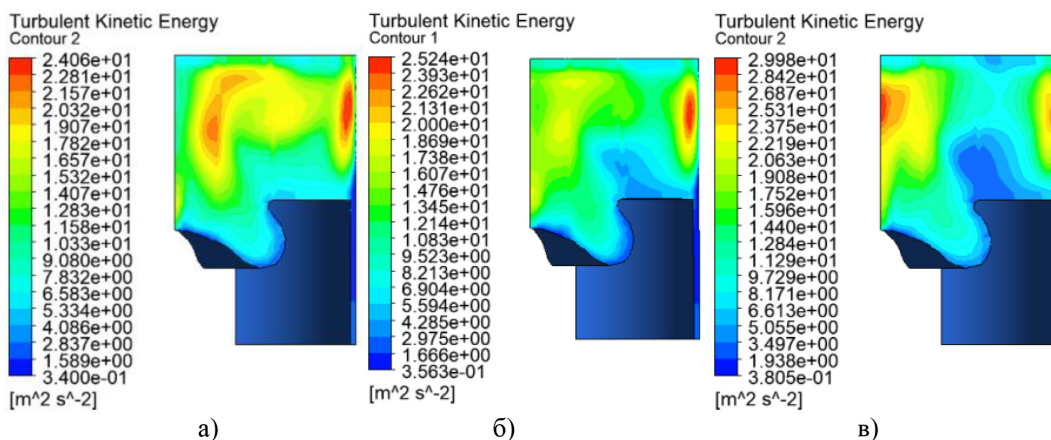 Turbulent Kinetic Energy
Contour 2
2.406e+01
2.281e+01
2.157e+01
2.032e+01
1.907e+01
1.782e+01
1.657e+01
1.532e+01
1.407e+01
1.283e+01
1.158e+01
1.033e+01
9.080e+00
7.832e+00
6.583e+00
5.334e+00
4.086e+00
2.837e+00
1.589e+00
3.400e-01
[m^2 s^-2]
а)
Turbulent Kinetic Energy
Contour 1
2.524e+01
2.393e+01
2.262e+01
2.131e+01
2.000e+01
1.869e+01
1.738e+01
1.607e+01
1.476e+01
1.345e+01
1.214e+01
1.083e+01
9.523e+00
8.213e+00
6.904e+00
5.594e+00
4.285e+00
2.975e+00
1.666e+00
3.563e-01
[m^2 s^-2]
б)
Turbulent Kinetic Energy
Contour 2
2.998e+01
2.842e+01
2.687e+01
2.531e+01
2.375e+01
2.219e+01
2.063e+01
1.908e+01
1.752e+01
1.596e+01
1.440e+01
1.284e+01
1.129e+01
9.729e+00
8.171e+00
6.613e+00
5.055e+00
3.497e+00
1.938e+00
3.805e-01
[m^2 s^-2]
в)